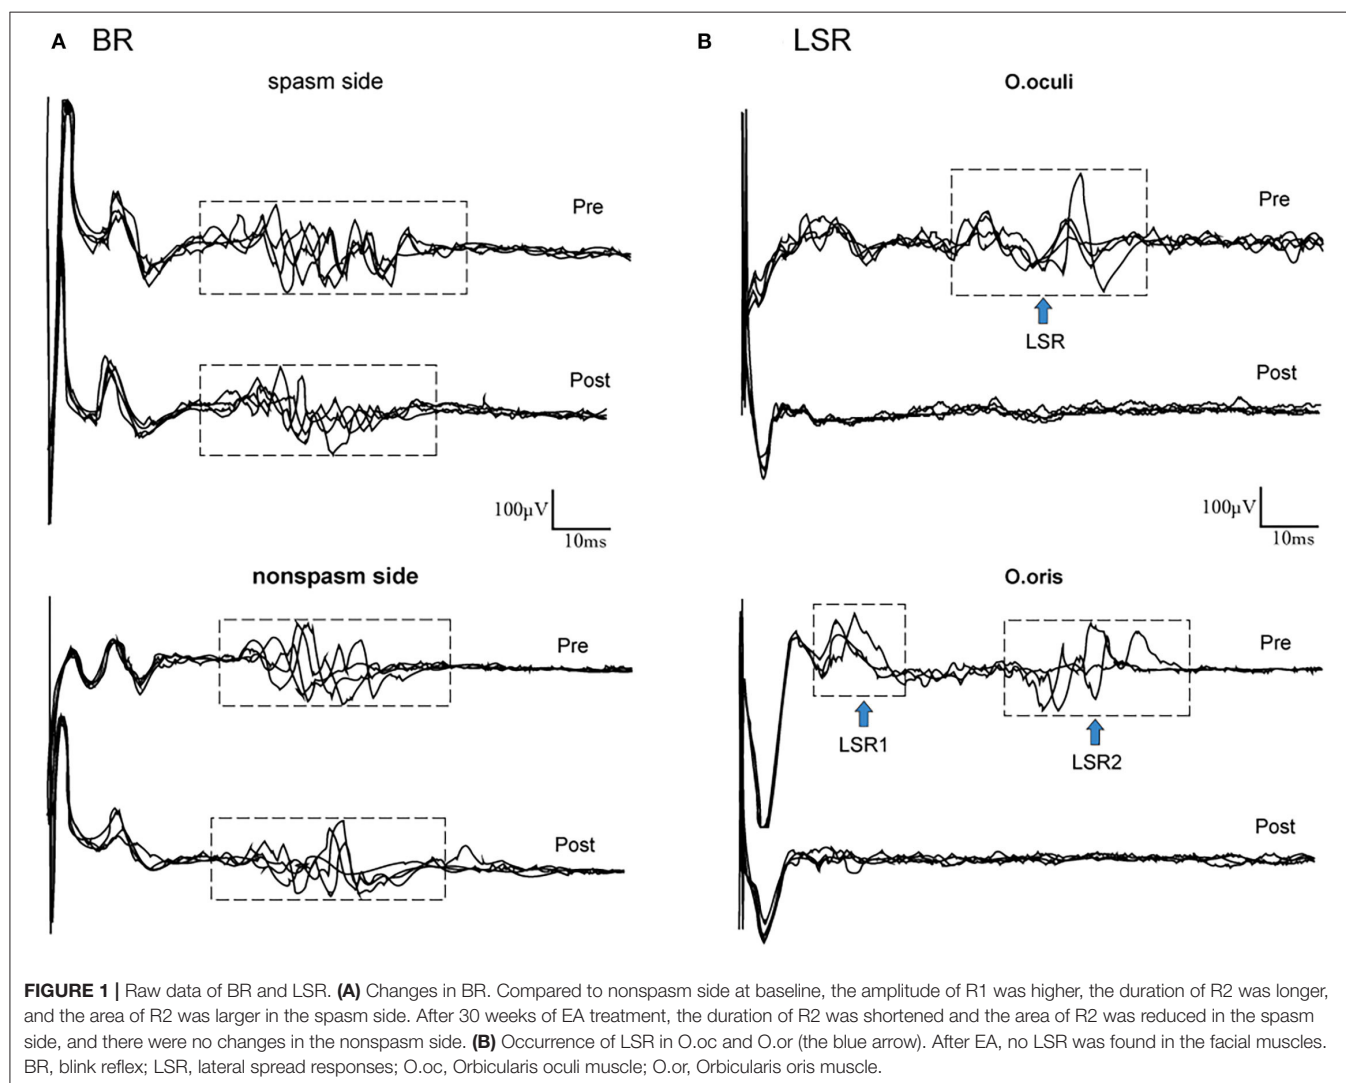 A BR
spasm side
Pre
Post
100µV
10ms
nonspasm side
Pre
Post
B LSR
O.oculi
Pre
LSR
Post
100µV
10ms
O.oris
Pre
LSR1
LSR2
Post
FIGURE 1 | Raw data of BR and LSR. (A) Changes in BR. Compared to nonspasm side at baseline, the amplitude of R1 was higher, the duration of R2 was longer,
and the area of R2 was larger in the spasm side. After 30 weeks of EA treatment, the duration of R2 was shortened and the area of R2 was reduced in the spasm
side, and there were no changes in the nonspasm side. (B) Occurrence of LSR in O.oc and O.or (the blue arrow). After EA, no LSR was found in the facial muscles.
BR, blink reflex; LSR, lateral spread responses; O.oc, Orbicularis oculi muscle; O.or, Orbicularis oris muscle.